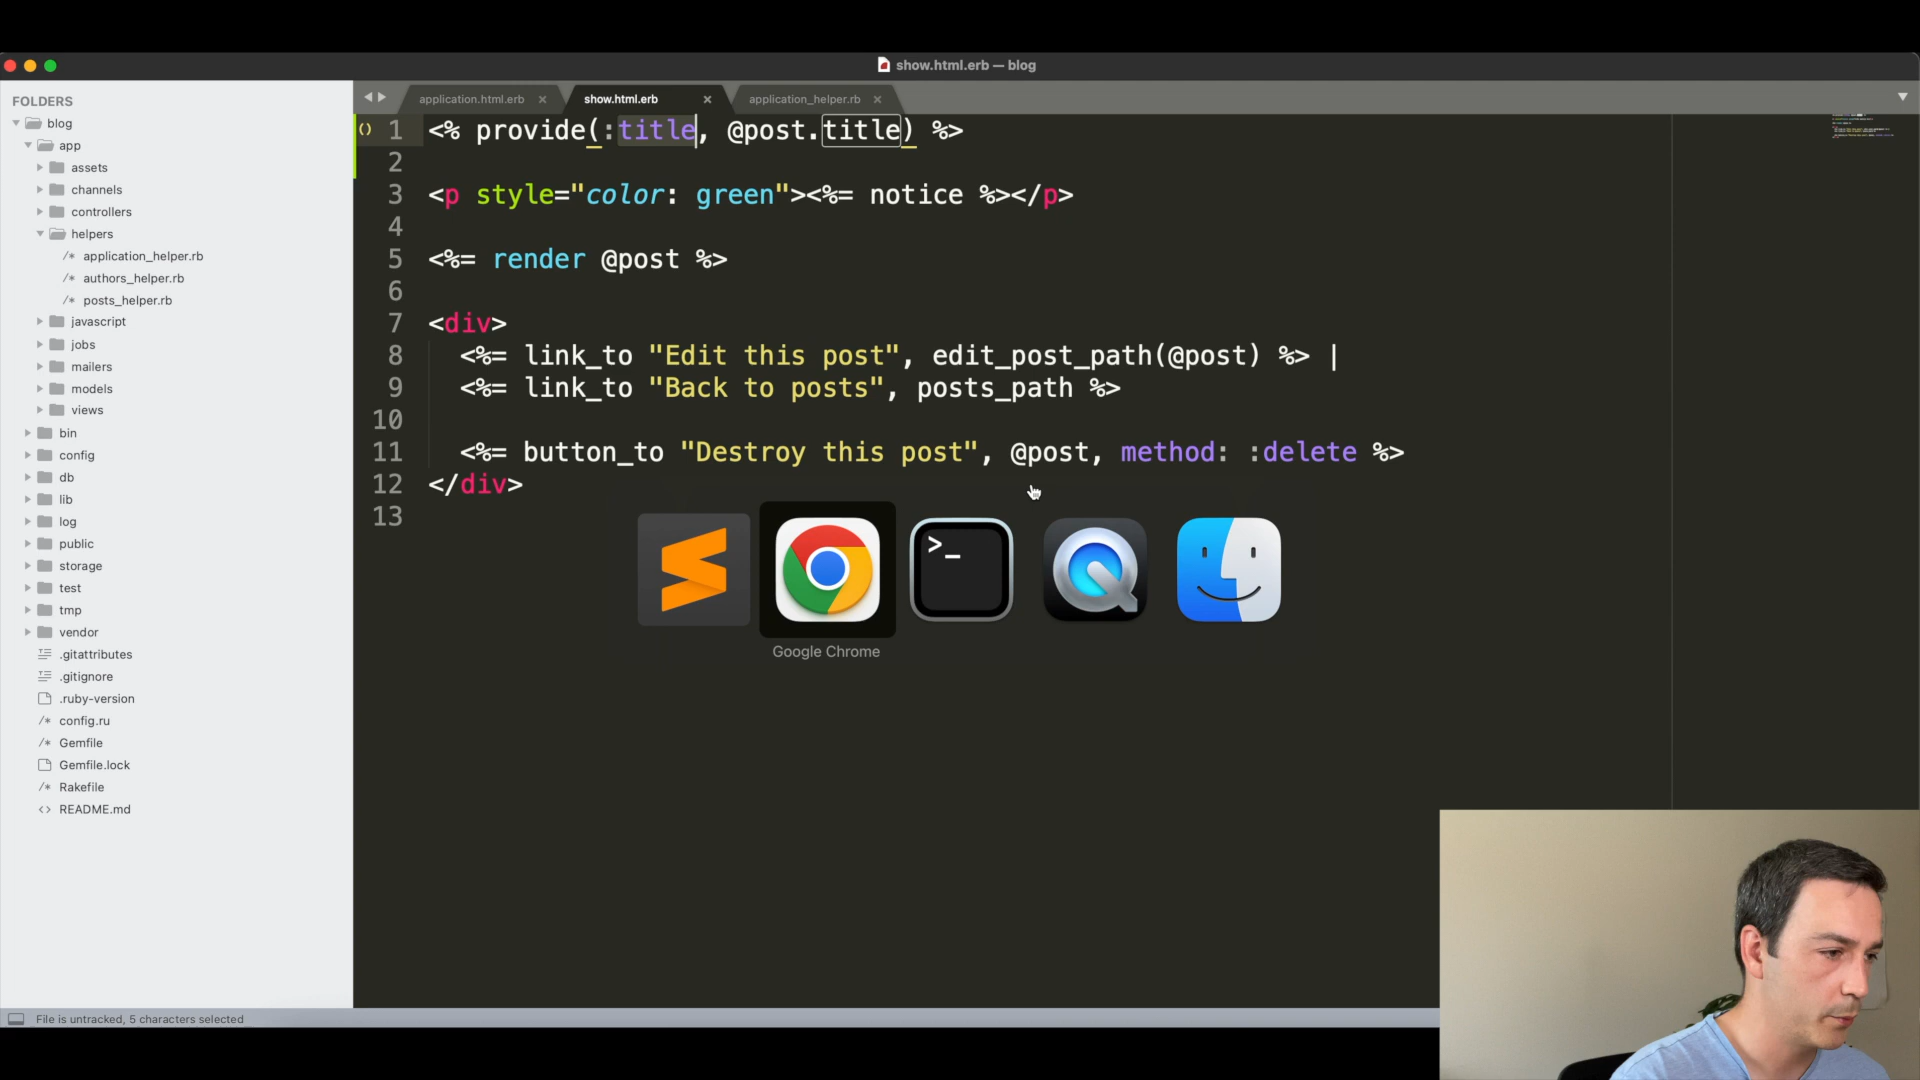 show.html.erb — blog
FOLDERS
blog
app
assets
channels
controllers
helpers
/* application_helper.rb
/* authors_helper.rb
/* posts_helper.rb
javascript
jobs
mailers
models
views
bin
config
db
lib
log
public
storage
test
tmp
vendor
.gitattributes
.gitignore
.ruby-version
/* config.ru
/* Gemfile
Gemfile.lock
/* Rakefile
<> README.md
application.html.erb
show.html.erb
application_helper.rb
() 1 <% provide(:title, @post.title) %>
2
3 <p style="color: green"><%= notice %></p>
4
5 <%= render @post %>
6
7 <div>
8 <%= link_to "Edit this post", edit_post_path(@post) %> |
9 <%= link_to "Back to posts", posts_path %>
10
11 <%= button_to "Destroy this post", @post, method: :delete %>
12 </div>
13
>_
Google Chrome
File is untracked, 5 characters selected